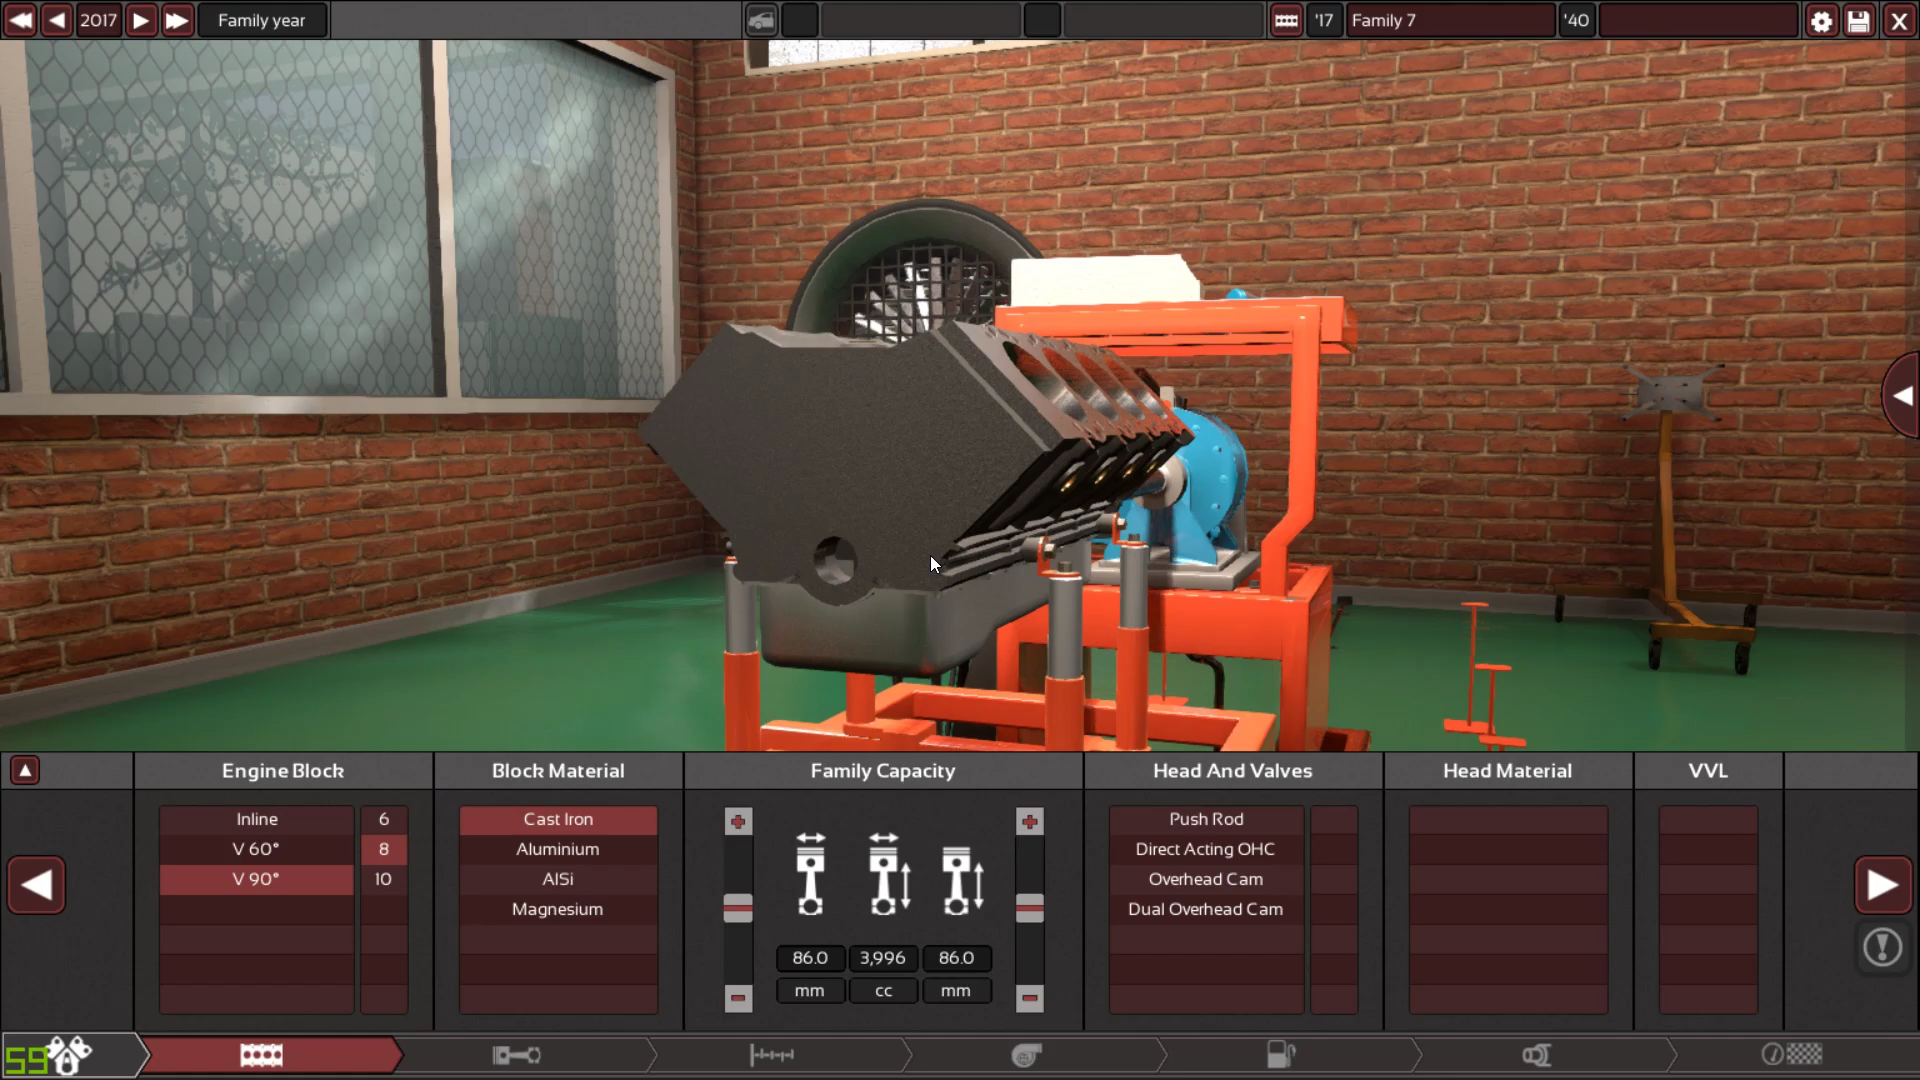 2017 Family year '17 Family 7 '40
Engine Block Block Material Family Capacity Head And Valves Head Material VVL
Inline 6 Cast Iron Push Rod
V 60° 8 Aluminium Direct Acting OHC
V 90° 10 AlSi Overhead Cam
Magnesium Dual Overhead Cam
86.0 3,996 86.0
mm cc mm
59